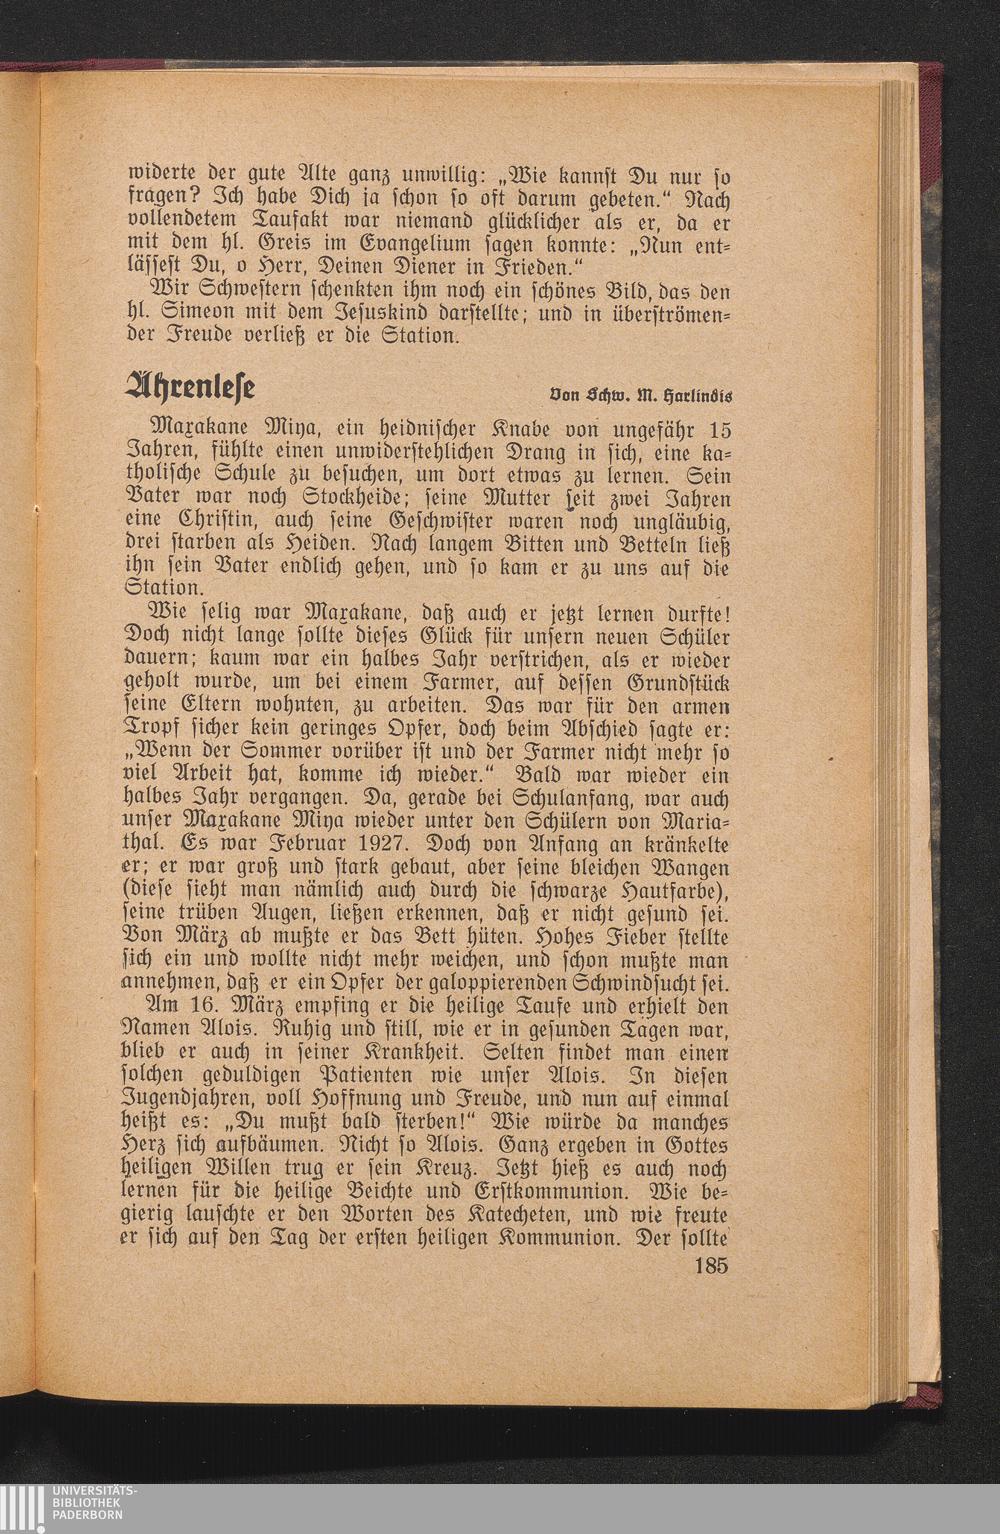 widerte der gute Alte ganz unwillig: „Wie kannst Du nur so
fragen? Ich habe Dich ja schon so oft darum gebeten.“ Nach
vollendetem Taufakt war niemand glücklicher als er, da er
mit dem hl. Greis im Evangelium sagen konnte: „Nun ent-
lässest Du, o Herr, Deinen Diener in Frieden.“
Wir Schwestern schenkten ihm noch ein schönes Bild, das den
hl. Simeon mit dem Jesuskind darstellte; und in überströmen-
der Freude verließ er die Station.
Ährenlese
Von Schw. M. Harlindis
Maxakane Miya, ein heidnischer Knabe von ungefähr 15
Jahren, fühlte einen unwiderstehlichen Drang in sich, eine ka-
tholische Schule zu besuchen, um dort etwas zu lernen. Sein
Vater war noch Stockheide; seine Mutter seit zwei Jahren
eine Christin, auch seine Geschwister waren noch ungläubig,
drei starben als Heiden. Nach langem Bitten und Betteln ließ
ihn sein Vater endlich gehen, und so kam er zu uns auf die
Station.
Wie selig war Maxakane, daß auch er jetzt lernen durfte!
Doch nicht lange sollte dieses Glück für unsern neuen Schüler
dauern; kaum war ein halbes Jahr verstrichen, als er wieder
geholt wurde, um bei einem Farmer, auf dessen Grundstück
seine Eltern wohnten, zu arbeiten. Das war für den armen
Tropf sicher kein geringes Opfer, doch beim Abschied sagte er:
„Wenn der Sommer vorüber ist und der Farmer nicht mehr so
viel Arbeit hat, komme ich wieder.“ Bald war wieder ein
halbes Jahr vergangen. Da, gerade bei Schulanfang, war auch
unser Maxakane Miya wieder unter den Schülern von Maria-
thal. Es war Februar 1927. Doch von Anfang an kränkelte
er; er war groß und stark gebaut, aber seine bleichen Wangen
(diese sieht man nämlich auch durch die schwarze Hautfarbe),
seine trüben Augen, ließen erkennen, daß er nicht gesund sei.
Von März ab mußte er das Bett hüten. Hohes Fieber stellte
sich ein und wollte nicht mehr weichen, und schon mußte man
annehmen, daß er ein Opfer der galoppierenden Schwindsucht sei.
Am 16. März empfing er die heilige Taufe und erhielt den
Namen Alois. Ruhig und still, wie er in gesunden Tagen war,
blieb er auch in seiner Krankheit. Selten findet man einen
solchen geduldigen Patienten wie unser Alois. In diesen
Jugendjahren, voll Hoffnung und Freude, und nun auf einmal
heißt es: „Du mußt bald sterben!“ Wie würde da manches
Herz sich aufbäumen. Nicht so Alois. Ganz ergeben in Gottes
heiligen Willen trug er sein Kreuz. Jetzt hieß es auch noch
lernen für die heilige Beichte und Erstkommunion. Wie be-
gierig lauschte er den Worten des Katecheten, und wie freute
er sich auf den Tag der ersten heiligen Kommunion. Der sollte
185
UNIVERSITÄTS-
BIBLIOTHEK
PADERBORN